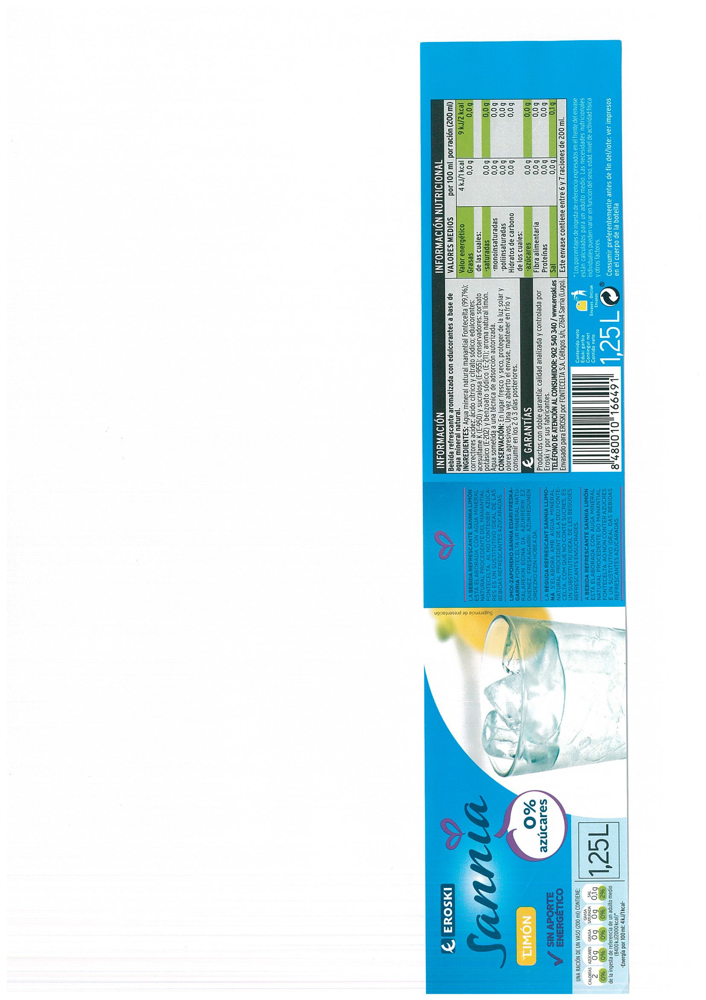 EROSKI
Sannia
LIMÓN
SIN APORTE
ENERGÉTICO
0%
azúcares
UNA RACIÓN DE UN VASO (200 ml) CONTIENE:
CALORÍAS AZÚCARES GRASA GRASA SATURADA SAL
2 0g 0g 0g 0,1g
0% 0% 0% 0% 2%
de la ingesta de referencia de un adulto medio
(8400kJ/2000kcal)*
·Energía por 100 ml: 4kJ/1kcal·
1,25L
Sugerencia de presentación
LA BEBIDA REFRESCANTE SANNIA LIMÓN
ESTÁ ELABORADA CON AGUA MINERAL
NATURAL PROCEDENTE DEL MANANTIAL
FONTECELTA. AL NO CONTENER AZÚCA-
RES ES UN SUSTITUTIVO IDEAL DE LAS
BEBIDAS REFRESCANTES AZUCARADAS.
LIMOI-ZAPOREKO SANNIA EDARI FRESKA-
GARRIA FONTECELTA UR MINERAL NATU-
RALAREKIN EGINA DA. AZUKRERIK EZ
DUENEZ, FRESKAGARRI AZUKREDUNEN
ORDEZKO EZIN HOBEA DA.
LA BEGUDA REFRESCANT SANNIA LLIMO-
NA S'ELABORA AMB AIGUA MINERAL
NATURAL PROCEDENT DE LA DEU FONTE-
CELTA. COM QUE NO CONTÉ SUCRES, ÉS
UN SUBSTITUTIU IDEAL DE LES BEGUDES
REFRESCANTS ENSUCRADES.
A BEBIDA REFRESCANTE SANNIA LIMÓN
ESTÁ ELABORADA CON AUGA MINERAL
NATURAL PROCEDENTE DO MANANTIAL
FONTECELTA. AO NON CONTER AZUCRES
É UN SUSTITUTIVO IDEAL DAS BEBIDAS
REFRESCANTES AZUCARADAS.
INFORMACIÓN
Bebida refrescante aromatizada con edulcorantes a base de
agua mineral natural.
INGREDIENTES: Agua mineral natural manantial Fontecelta (99,7%);
correctores acidez: ácido cítrico y citrato sódico; edulcorantes:
acesulfame K (E-950) y sucralosa (E-955); conservadores: sorbato
potásico (E-202) y benzoato sódico (E-211); aroma natural limón.
Agua sometida a una técnica de adsorción autorizada.
CONSERVACIÓN: En lugar fresco y seco, proteger de la luz solar y
olores agresivos. Una vez abierto el envase, mantener en frío y
consumir en los 2 ó 3 días posteriores.
GARANTÍAS
Productos con doble garantía: calidad analizada y controlada por
Eroski y por sus fabricantes.
TELÉFONO DE ATENCIÓN AL CONSUMIDOR: 902 540 340 / www.eroski.es
Envasado para EROSKI por FONTECELTA S.A. Céltigos s/n, 27614 Sarria (Lugo).
INFORMACIÓN NUTRICIONAL
VALORES MEDIOS por 100 ml por ración (200 ml)
Valor energético 4 kJ/1 kcal 9 kJ/2 kcal
Grasas 0,0 g 0,0 g
de las cuales:
·saturadas 0,0 g 0,0 g
·monoinsaturadas 0,0 g 0,0 g
·poliinsaturadas 0,0 g 0,0 g
Hidratos de carbono 0,0 g 0,0 g
de los cuales:
·azúcares 0,0 g 0,0 g
Fibra alimentaria 0,0 g 0,0 g
Proteínas 0,0 g 0,0 g
Sal 0,0 g 0,1 g
Este envase contiene entre 6 y 7 raciones de 200 ml.
8 480010 166491
Contenido neto
Eduki garbia
Contingut net
Contido neto
1,25 L
Envases . Ontziak
Envasos
®
* Los porcentajes de ingesta de referencia expresados en el frente del envase
están calculados para un adulto medio. Las necesidades nutricionales
individuales pueden variar en función del sexo, edad, nivel de actividad física
y otros factores.
Consumir preferentemente antes de fin del/lote: ver impresos
en el cuerpo de la botella